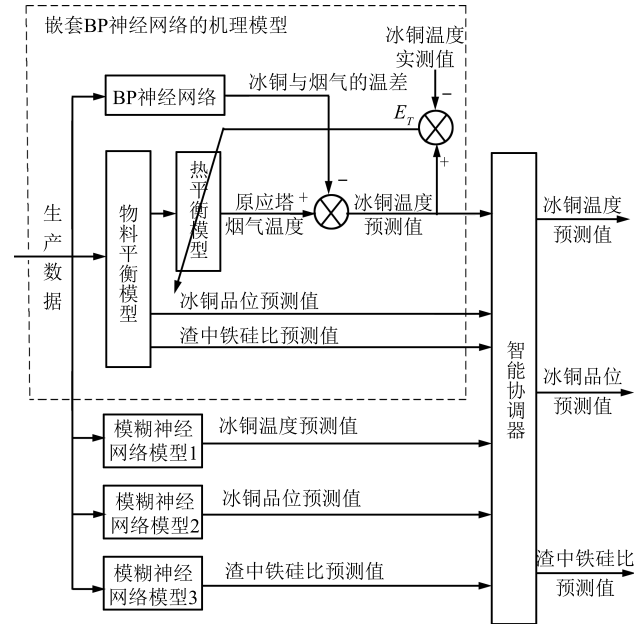 嵌套BP神经网络的机理模型
冰铜温度
实测值
冰铜与烟气的温差
BP神经网络
−
E_T
−
+
生产数据
物料平衡模型
热平衡模型
原应塔
烟气温度
+
冰铜温度
预测值
冰铜温度
预测值
冰铜品位预测值
渣中铁硅比预测值
智能协调器
冰铜品位
预测值
模糊神经
网络模型1
冰铜温度预测值
模糊神经
网络模型2
冰铜品位预测值
模糊神经
网络模型3
渣中铁硅比预测值
渣中铁硅比
预测值